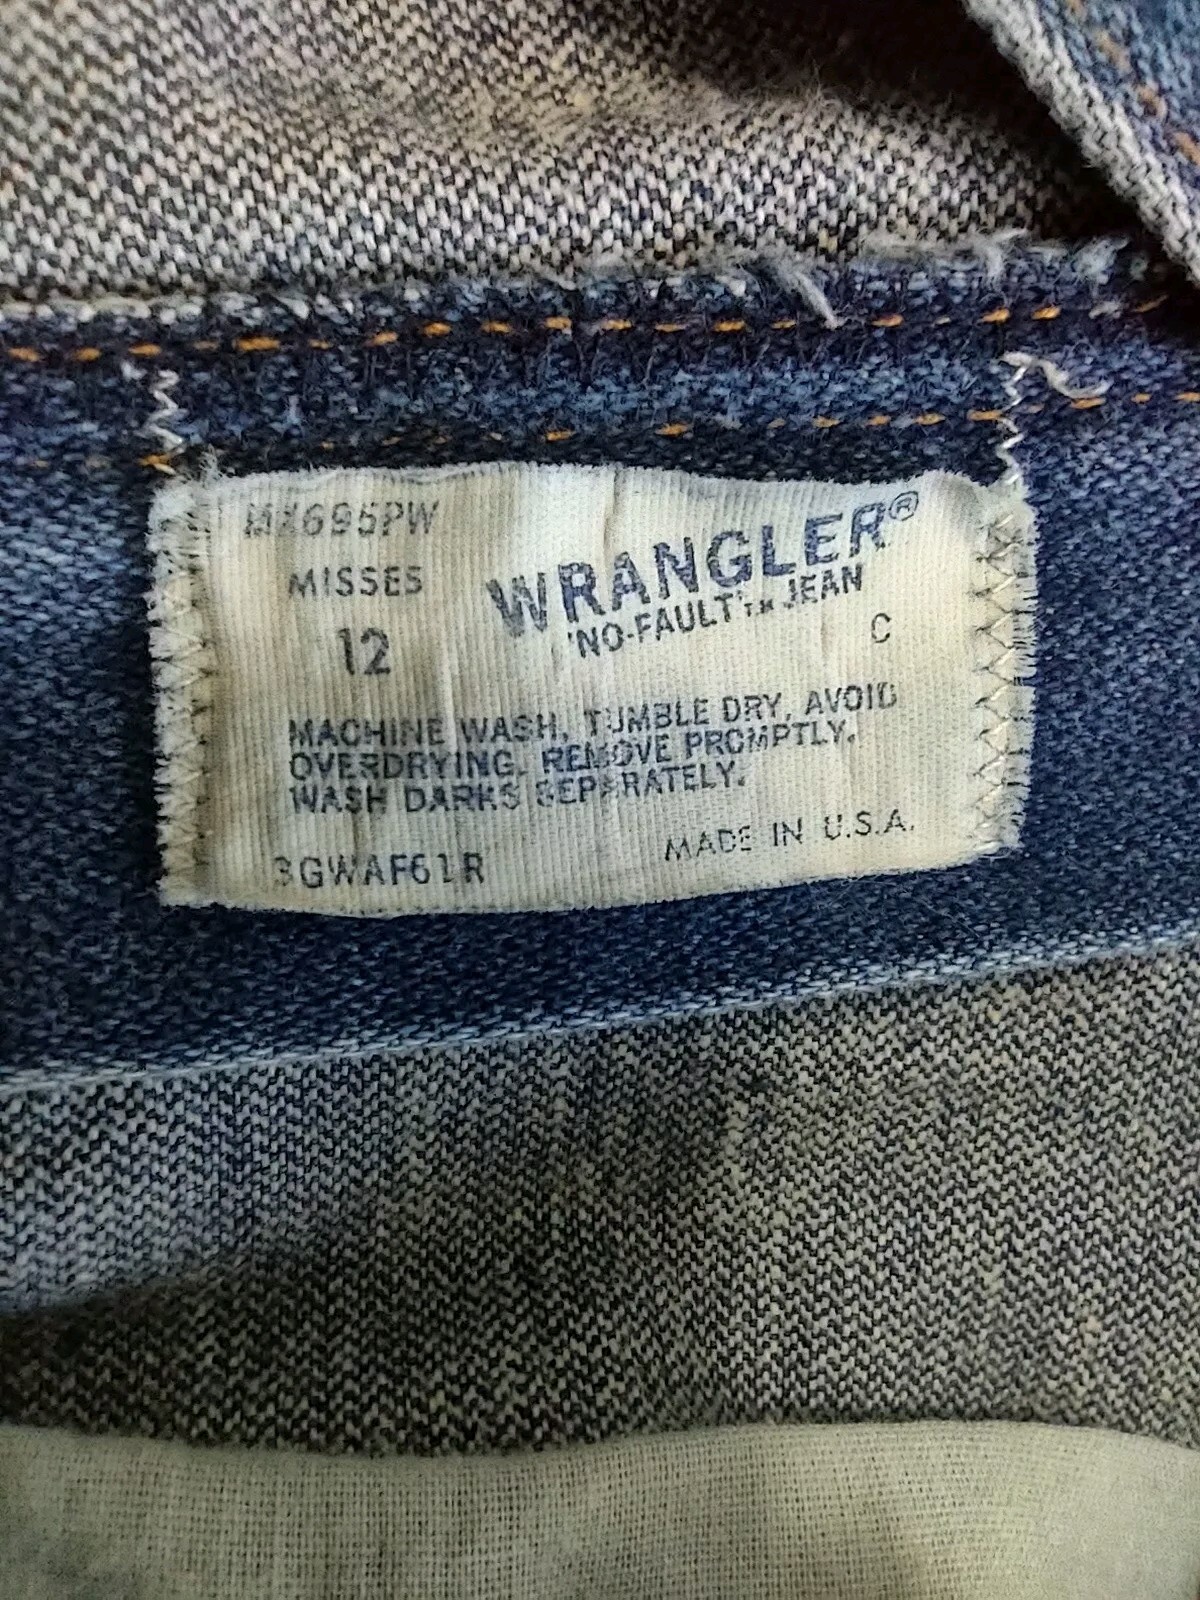 MISSES
12
WRANGLER®
'NO-FAULT'™ JEAN
C
MACHINE WASH, TUMBLE DRY, AVOID
OVERDRYING. REMOVE PROMPTLY.
WASH DARKS SEPARATELY.
3GWAF61R
MADE IN U.S.A.